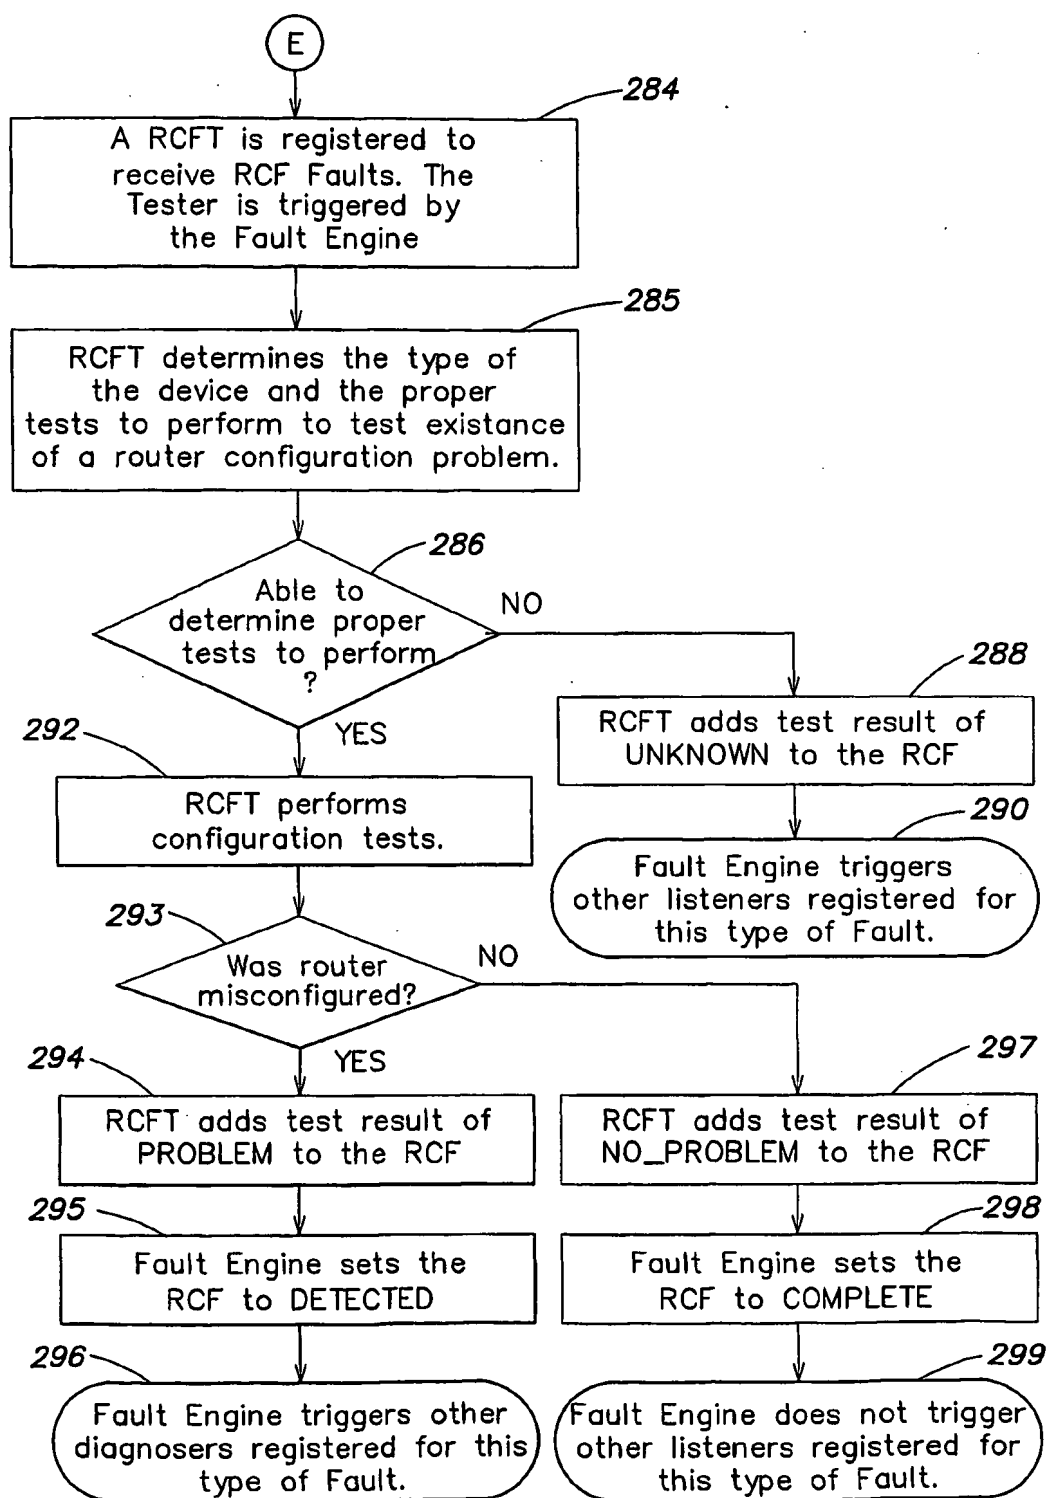 E
284
A RCFT is registered to
receive RCF Faults. The
Tester is triggered by
the Fault Engine
285
RCFT determines the type of
the device and the proper
tests to perform to test existance
of a router configuration problem.
286
Able to
determine proper
tests to perform
?
NO
YES
288
RCFT adds test result of
UNKNOWN to the RCF
290
Fault Engine triggers
other listeners registered for
this type of Fault.
292
RCFT performs
configuration tests.
293
Was router
misconfigured?
NO
YES
294
RCFT adds test result of
PROBLEM to the RCF
297
RCFT adds test result of
NO_PROBLEM to the RCF
295
Fault Engine sets the
RCF to DETECTED
298
Fault Engine sets the
RCF to COMPLETE
296
Fault Engine triggers other
diagnosers registered for this
type of Fault.
299
Fault Engine does not trigger
other listeners registered for
this type of Fault.